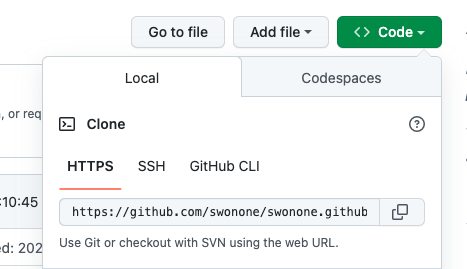 Go to file Add file Code
Local Codespaces
, or req
Clone
HTTPS SSH GitHub CLI
:10:45
https://github.com/swonone/swonone.github
Use Git or checkout with SVN using the web URL.
ed: 202